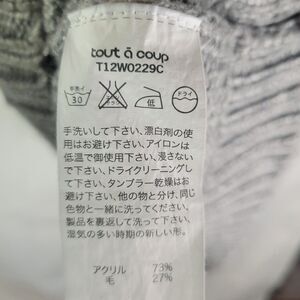 tout à coup
T12W0229C
手洗い
30
低
ドライ
手洗いして下さい、漂白剤の使
用はお避け下さい、アイロンは
低温で御使用下さい、浸さない
で下さい、ドライクリーニングし
て下さい、タンブラー乾燥はお
避け下さい、他の物と分け、同じ
色物と一緒に洗ってください。
製品を裏返して洗って下さい、
湿気の多い時期の新しい形。
アクリル 73%
毛 27%